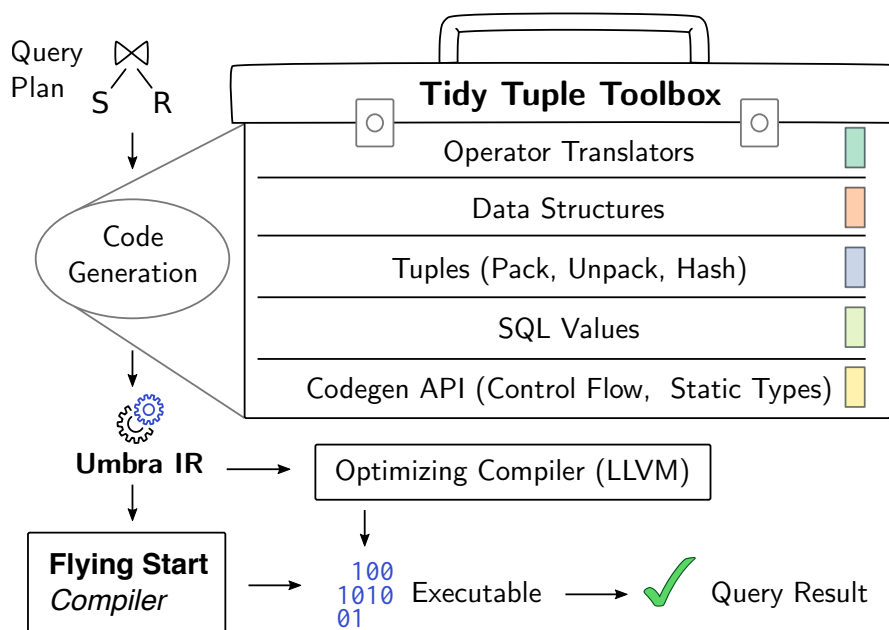 Query
Plan
⋈
S R
Tidy Tuple Toolbox
Operator Translators
Data Structures
Tuples (Pack, Unpack, Hash)
SQL Values
Codegen API (Control Flow, Static Types)
Code
Generation
Umbra IR
Optimizing Compiler (LLVM)
Flying Start
Compiler
100
1010
01
Executable
Query Result